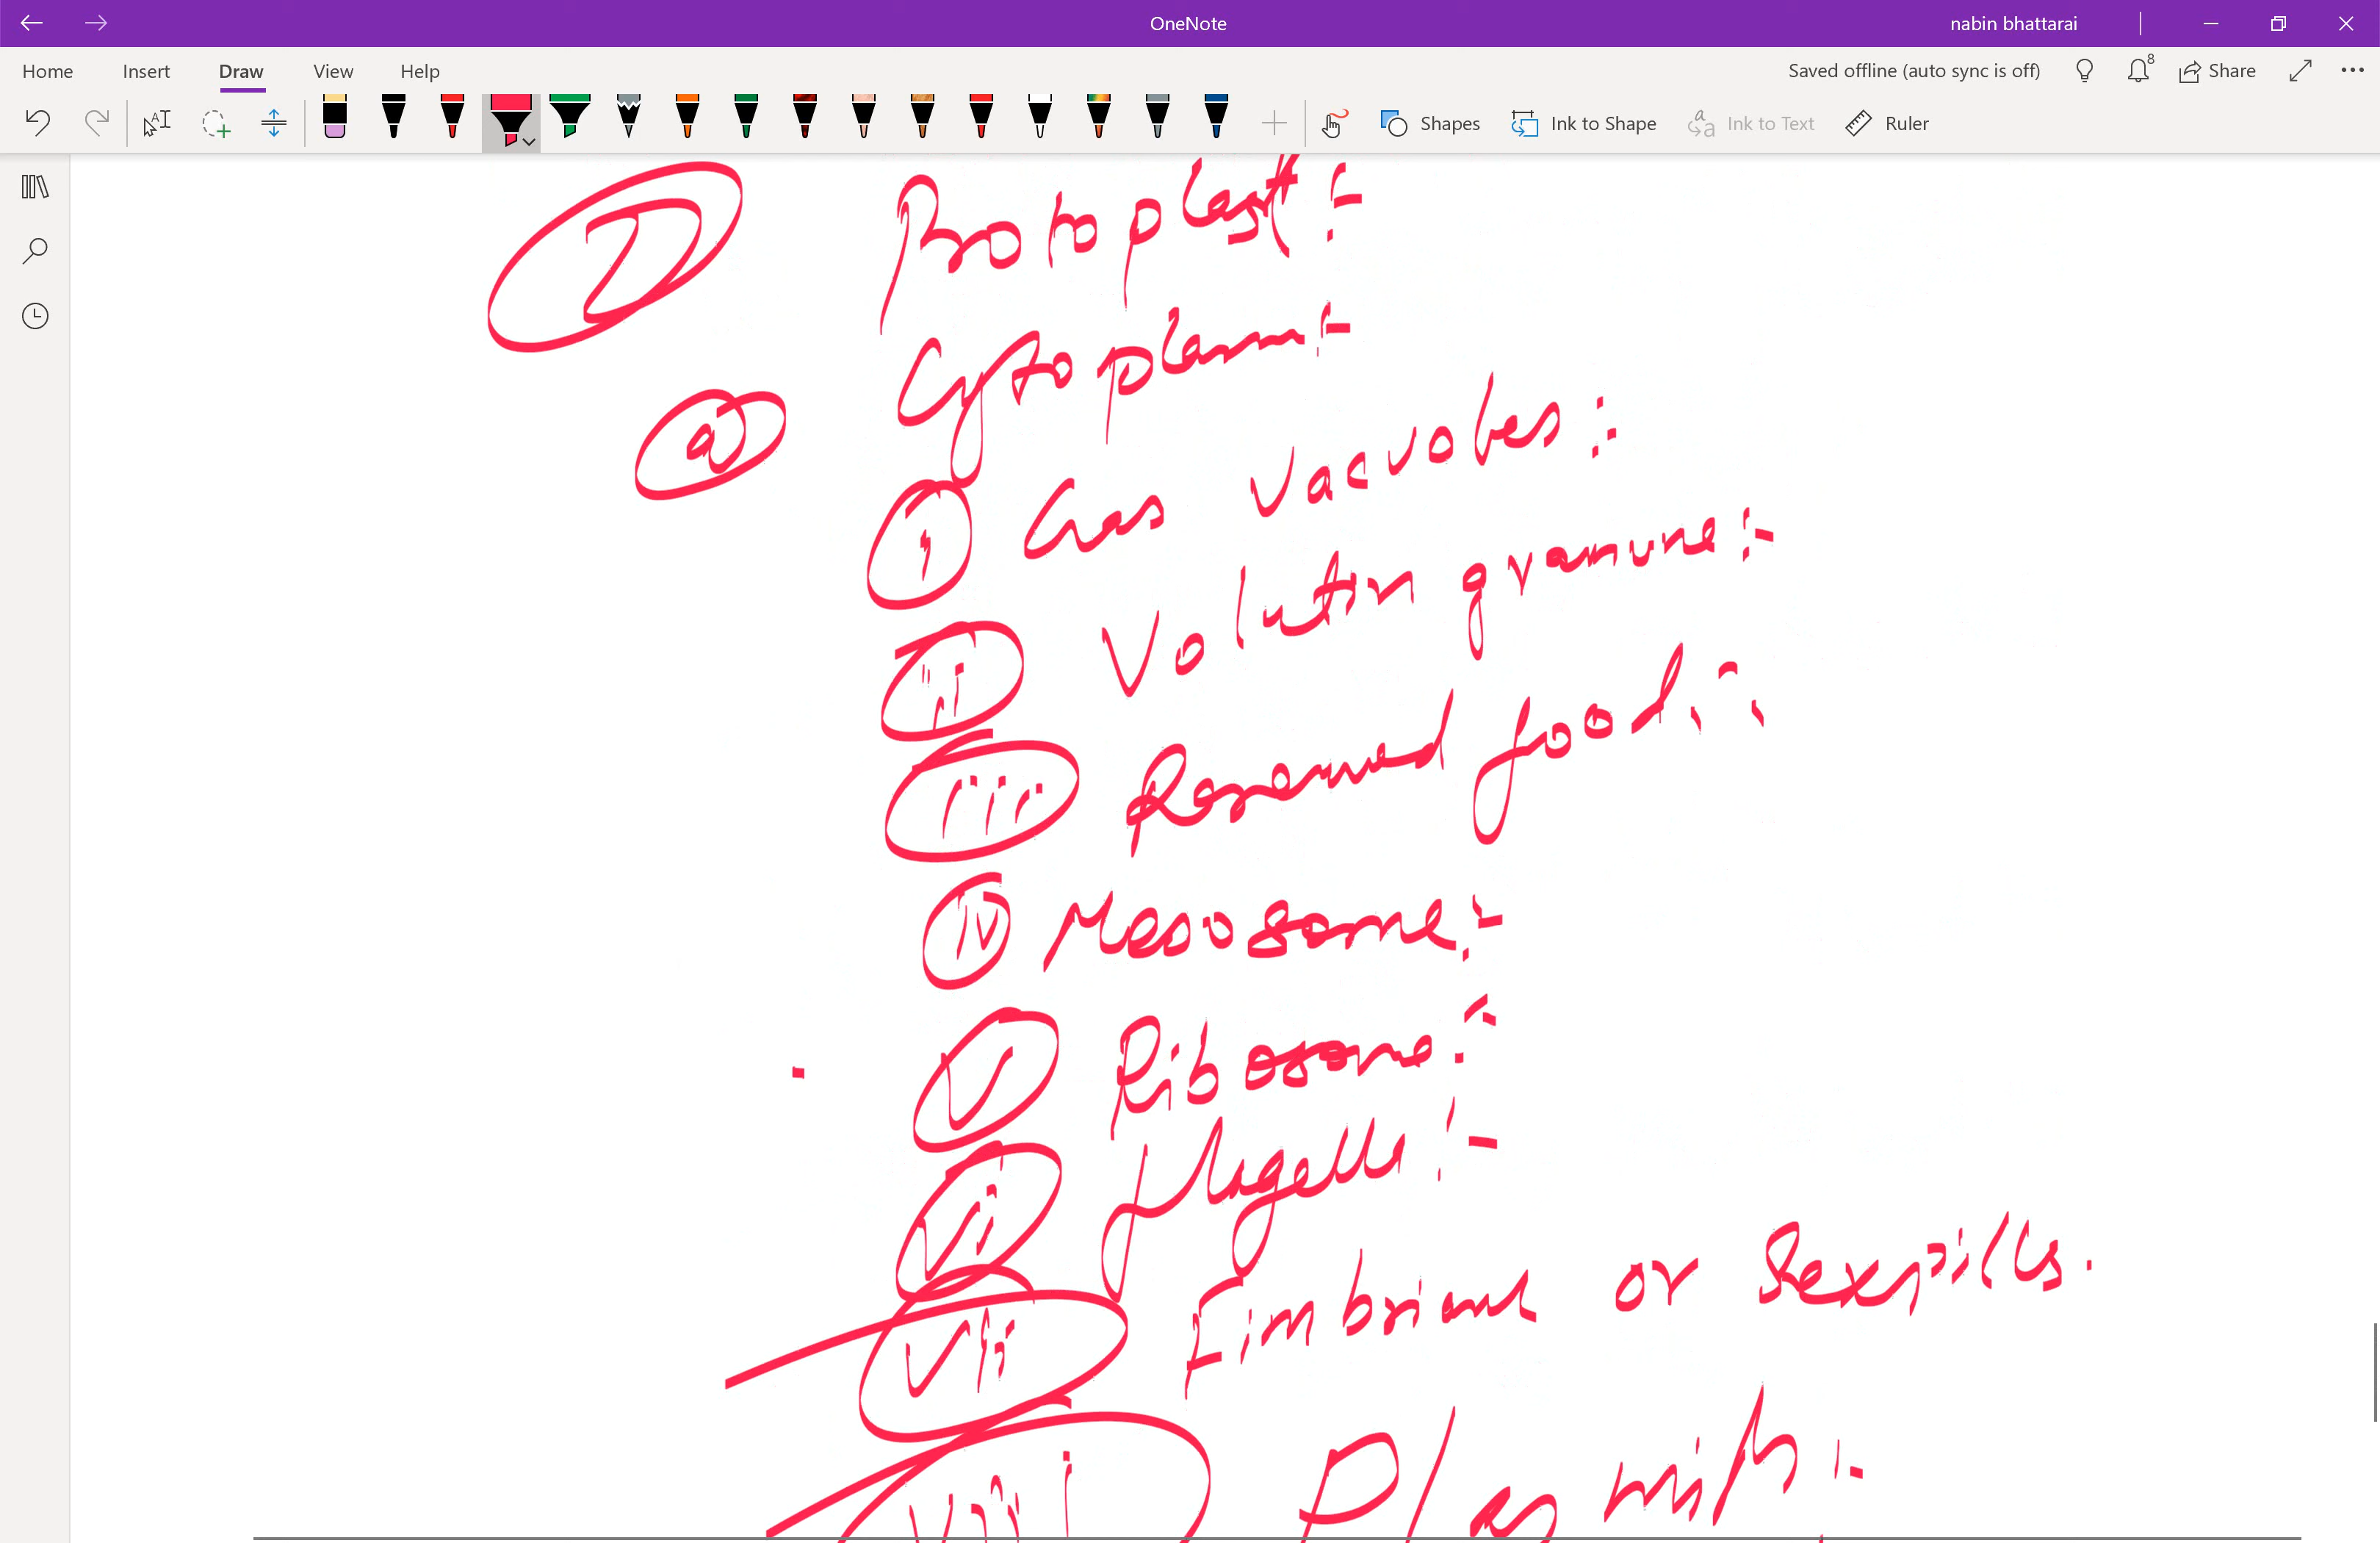 OneNote
nabin bhattarai
Home Insert Draw View Help
Saved offline (auto sync is off)
8
Share
Shapes
Ink to Shape
Ink to Text
Ruler
Protoplast :-
a Cytoplasm :-
i Gas Vacuoles :-
ii Volutin :-
iii Reserved food :-
iv Mesosome :-
v Ribosome :-
vi flagella :-
vii Fimbriae or Sexpills.
viii Plasmids :-